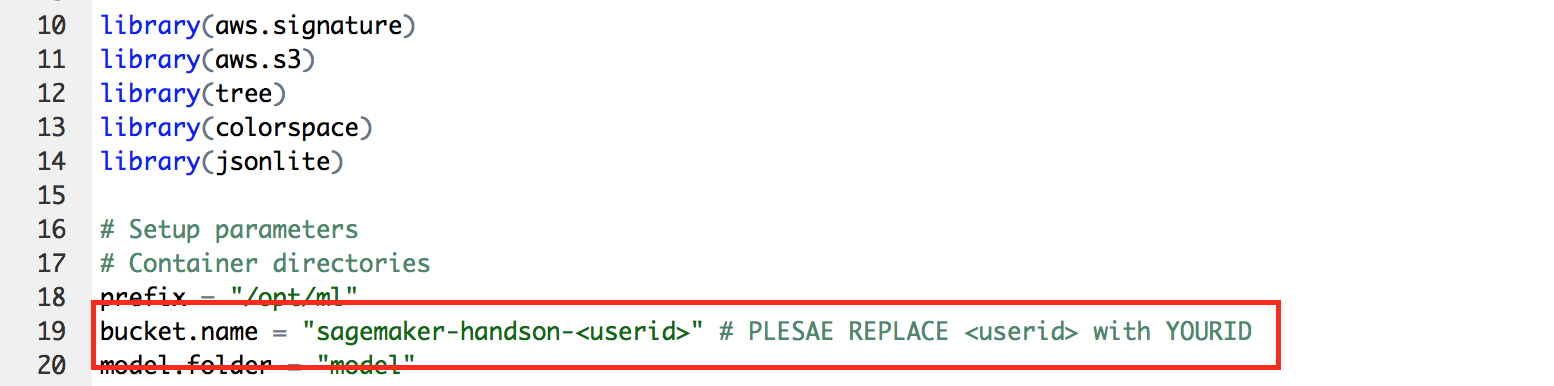 10 library(aws.signature)
11 library(aws.s3)
12 library(tree)
13 library(colorspace)
14 library(jsonlite)
15
16 # Setup parameters
17 # Container directories
18 prefix = "/opt/ml"
19 bucket.name = "sagemaker-handson-<userid>" # PLESAE REPLACE <userid> with YOURID
20 model.folder = "model"